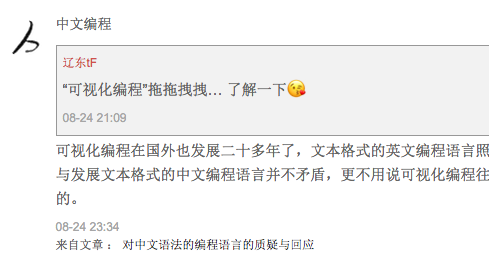 中文编程
辽东tF
“可视化编程”拖拖拽拽... 了解一下😘
08-24 21:09
可视化编程在国外也发展二十多年了，文本格式的英文编程语言照
与发展文本格式的中文编程语言并不矛盾，更不用说可视化编程往
的。
08-24 23:34
来自文章 ： 对中文语法的编程语言的质疑与回应